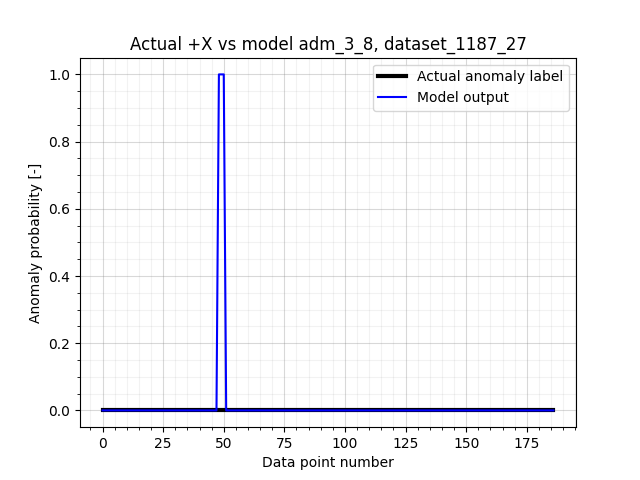 Actual +X vs model adm_3_8, dataset_1187_27
Actual anomaly label
Model output
Anomaly probability [-]
1.0
0.8
0.6
0.4
0.2
0.0
0 25 50 75 100 125 150 175
Data point number